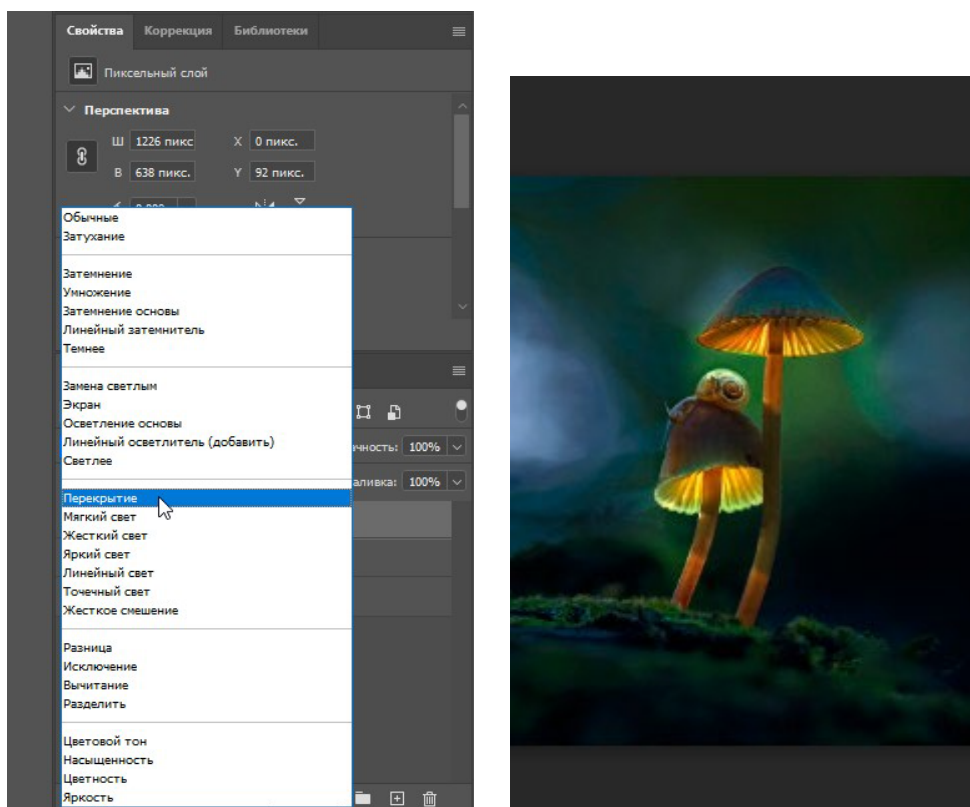 Свойства Коррекция Библиотеки
Пиксельный слой
Перспектива
Ш 1226 пикс X 0 пикс.
В 638 пикс. Y 92 пикс.
Обычные
Затухание
Затемнение
Умножение
Затемнение основы
Линейный затемнитель
Темнее
Замена светлым
Экран
Осветление основы
Линейный осветлитель (добавить)
чность: 100%
Светлее
аливка: 100%
Перекрытие
Мягкий свет
Жесткий свет
Яркий свет
Линейный свет
Точечный свет
Жесткое смешение
Разница
Исключение
Вычитание
Разделить
Цветовой тон
Насыщенность
Цветность
Яркость